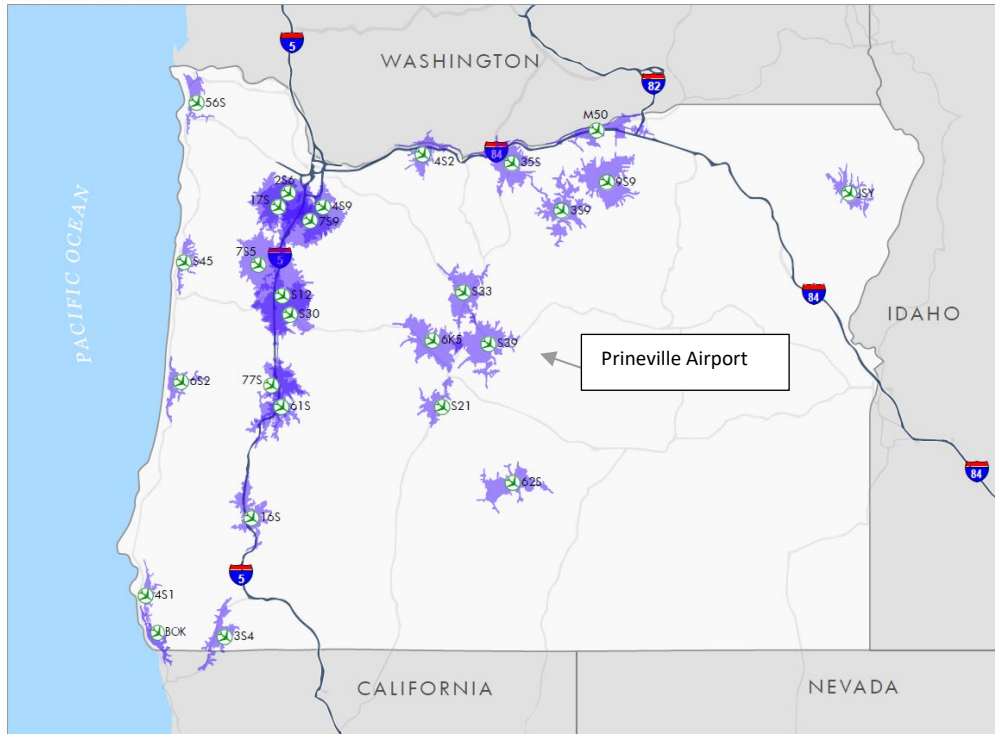 5
WASHINGTON
82
56S
M50
84
4S2
35S
2S6
9S9
17S
4S9
JSY
3S9
7S9
PACIFIC OCEAN
7S5
5
S45
S12
S33
84
IDAHO
S30
6K5
S39
Prineville Airport
6S2
77S
61S
S21
84
62S
16S
5
4S1
BOK
3S4
CALIFORNIA
NEVADA